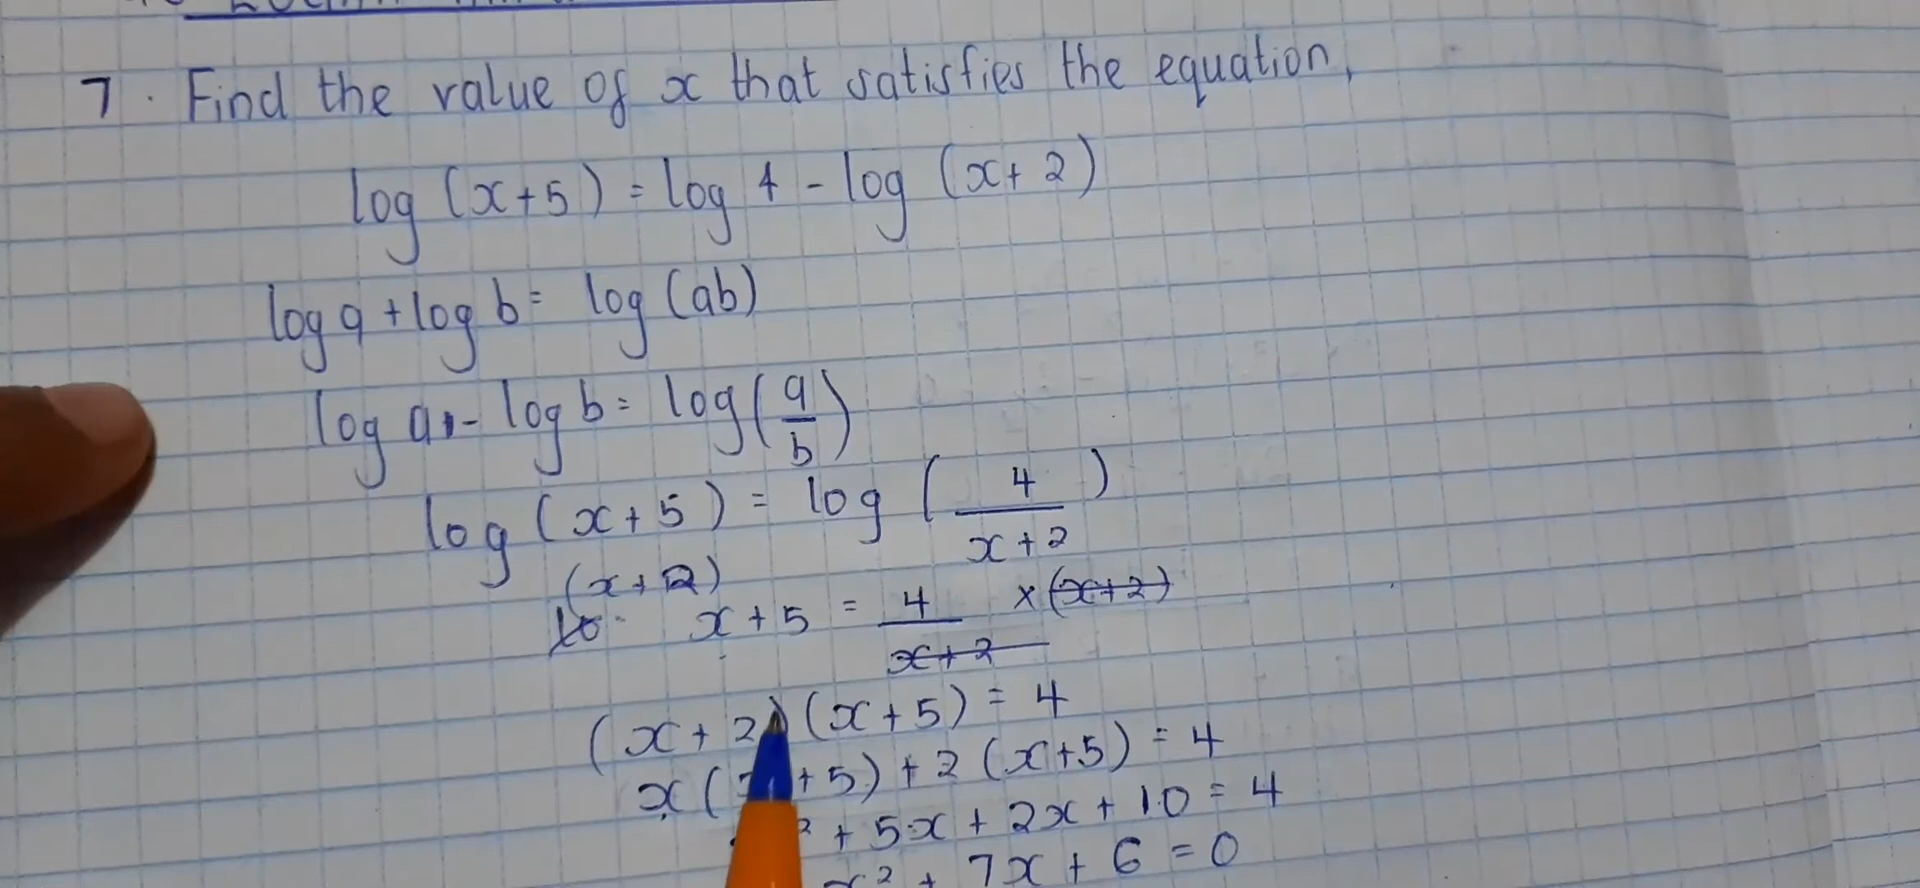 7. Find the value of x that satisfies the equation,
log (x+5) = log 4 - log (x+2)
log a + log b = log (ab)
log a - log b = log (a/b)
log (x+5) = log ( 4 / x+2 )
(x+2) x+5 = 4 / x+2 × (x+2)
(x+2)(x+5) = 4
x( +5) + 2(x+5) = 4
² + 5x + 2x + 10 = 4
x² + 7x + 6 = 0